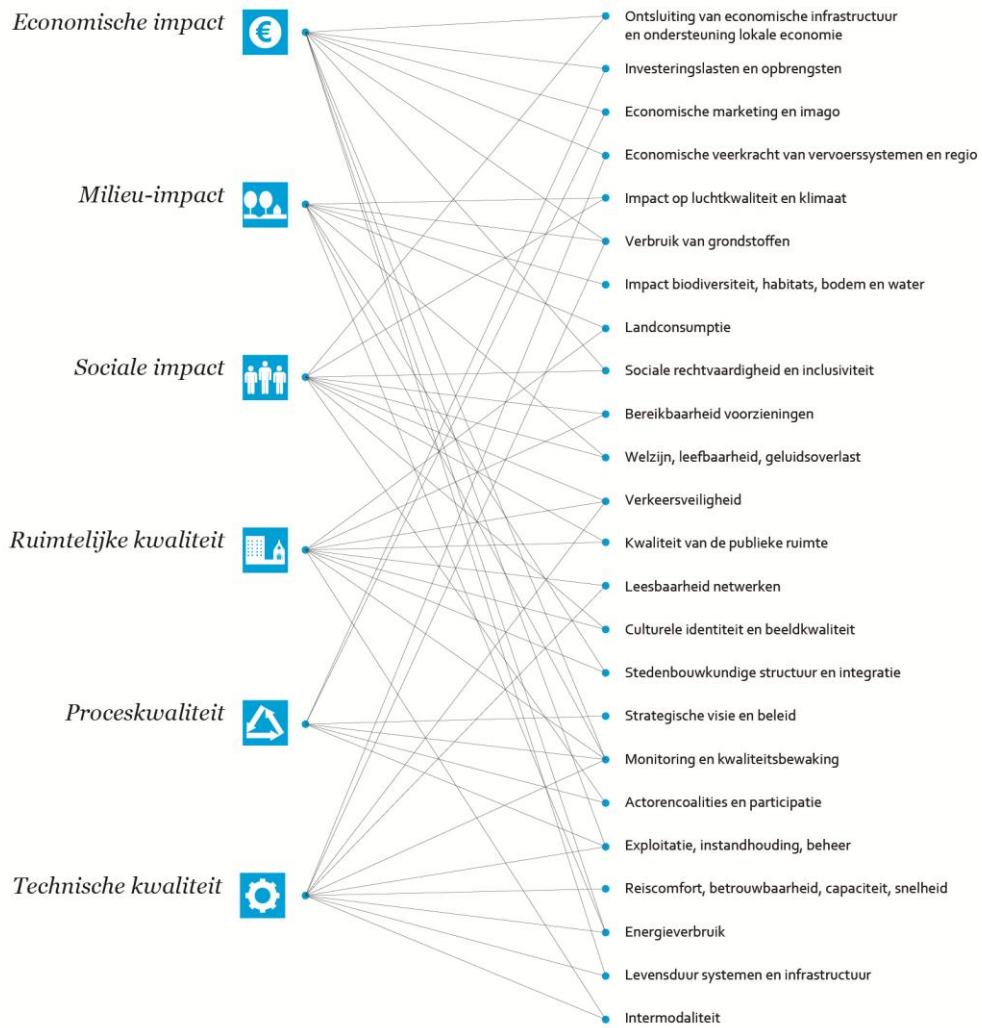 Economische impact
€
Milieu-impact
Sociale impact
Ruimtelijke kwaliteit
Proceskwaliteit
Technische kwaliteit
Ontsluiting van economische infrastructuur
en ondersteuning lokale economie
Investeringslasten en opbrengsten
Economische marketing en imago
Economische veerkracht van vervoerssystemen en regio
Impact op luchtkwaliteit en klimaat
Verbruik van grondstoffen
Impact biodiversiteit, habitats, bodem en water
Landconsumptie
Sociale rechtvaardigheid en inclusiviteit
Bereikbaarheid voorzieningen
Welzijn, leefbaarheid, geluidsoverlast
Verkeersveiligheid
Kwaliteit van de publieke ruimte
Leesbaarheid netwerken
Culturele identiteit en beeldkwaliteit
Stedenbouwkundige structuur en integratie
Strategische visie en beleid
Monitoring en kwaliteitsbewaking
Actorencoalities en participatie
Exploitatie, instandhouding, beheer
Reiscomfort, betrouwbaarheid, capaciteit, snelheid
Energieverbruik
Levensduur systemen en infrastructuur
Intermodaliteit